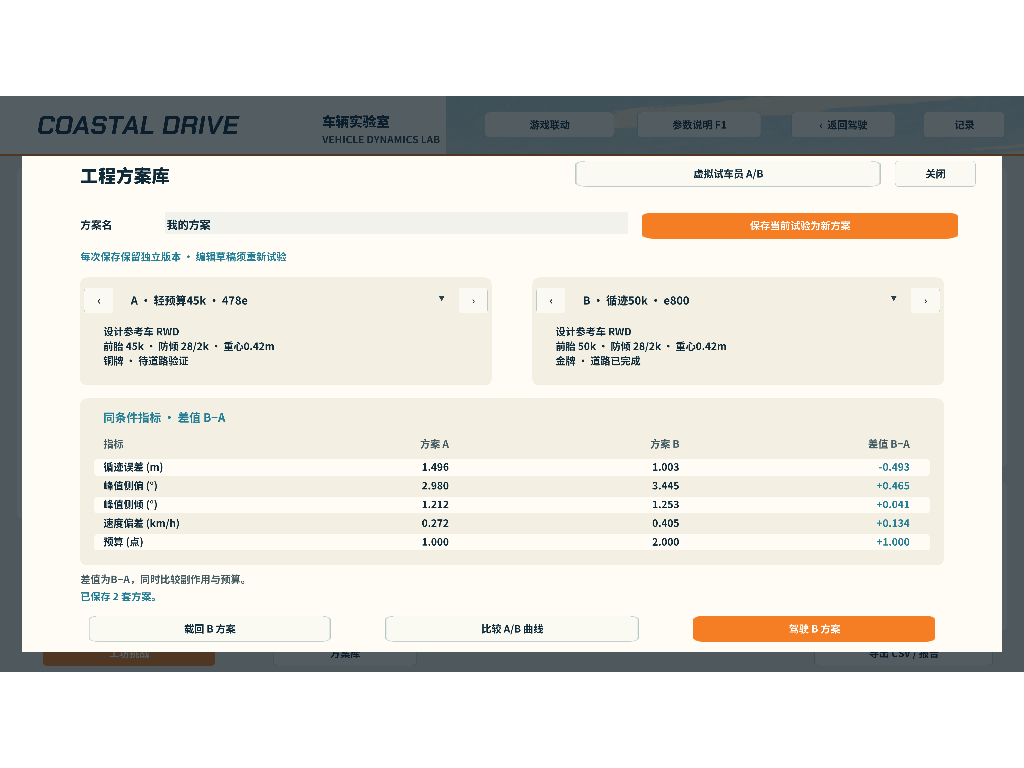 COASTAL DRIVE
车辆实验室
VEHICLE DYNAMICS LAB
游戏联动
参数说明 F1
‹ 返回驾驶
记录
工程方案库
虚拟试车员 A/B
关闭
方案名
我的方案
保存当前试验为新方案
每次保存保留独立版本 · 编辑草稿须重新试验
‹
A · 轻预算45k · 478e
▼
›
‹
B · 循迹50k · e800
▼
›
设计参考车 RWD
前胎 45k · 防倾 28/2k · 重心0.42m
铜牌 · 待道路验证
设计参考车 RWD
前胎 50k · 防倾 28/2k · 重心0.42m
金牌 · 道路已完成
同条件指标 · 差值 B−A
指标 方案 A 方案 B 差值 B−A
循迹误差 (m) 1.496 1.003 -0.493
峰值侧偏 (°) 2.980 3.445 +0.465
峰值侧倾 (°) 1.212 1.253 +0.041
速度偏差 (km/h) 0.272 0.405 +0.134
预算 (点) 1.000 2.000 +1.000
差值为B−A，同时比较副作用与预算。
已保存 2 套方案。
载回 B 方案
比较 A/B 曲线
驾驶 B 方案
方案库
导出 CSV / 报告